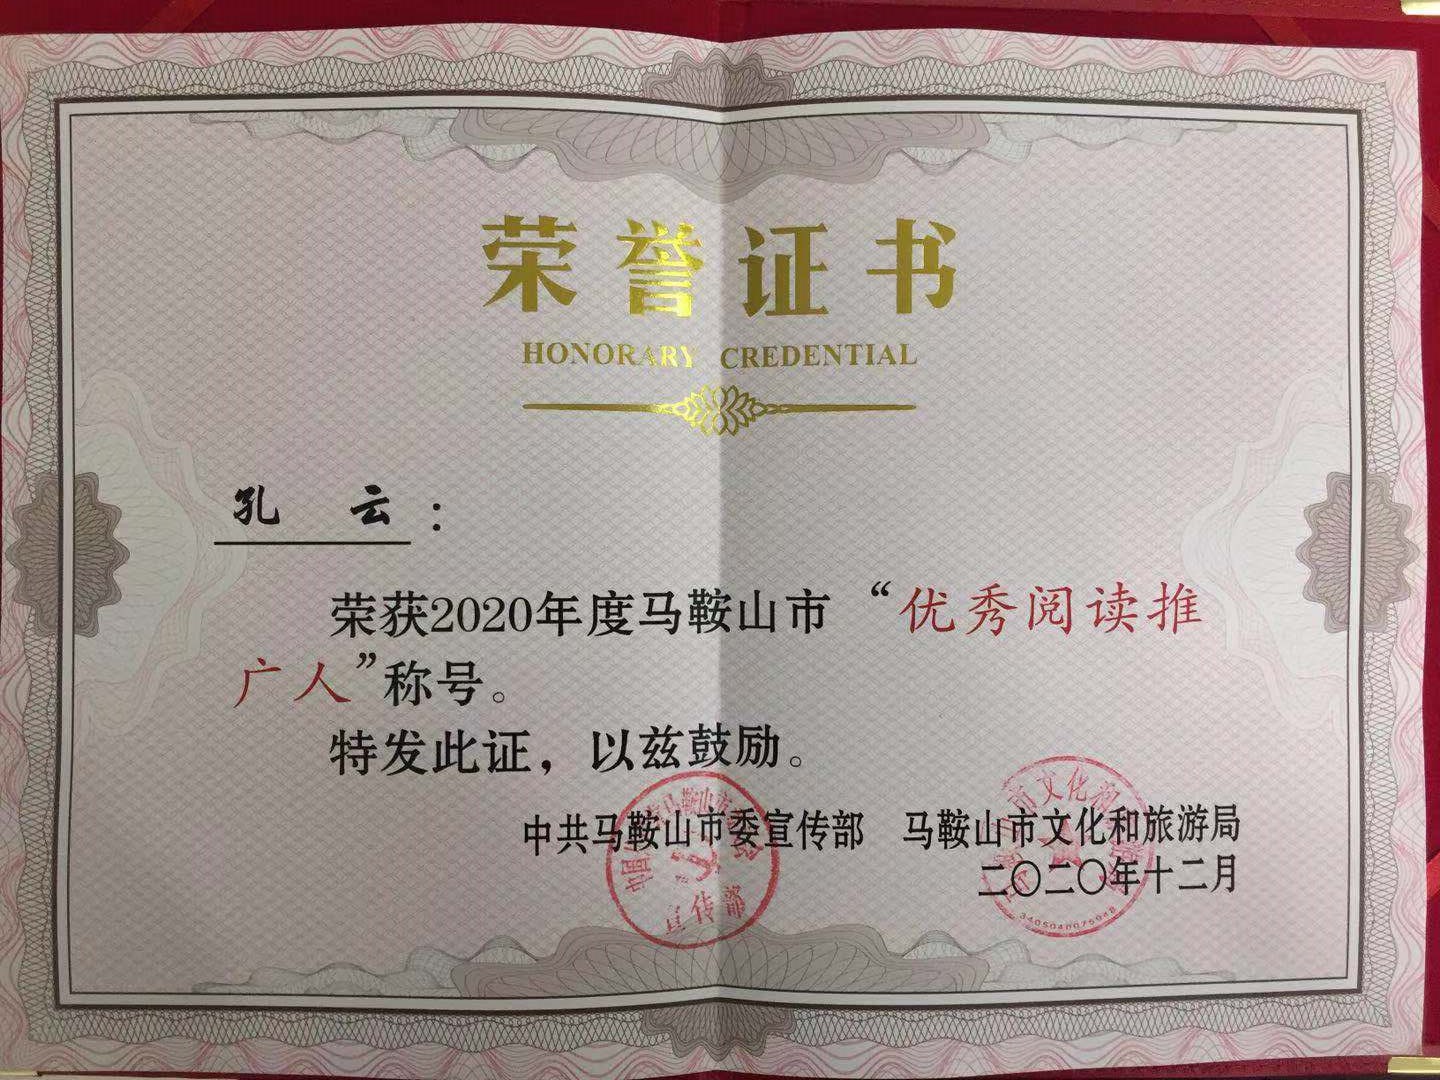 荣誉证书
HONORARY CREDENTIAL
孔 云：
荣获2020年度马鞍山市“优秀阅读推
广人”称号。
特发此证，以兹鼓励。
中共马鞍山市委宣传部 马鞍山市文化和旅游局
二〇二〇年十二月
宣传部